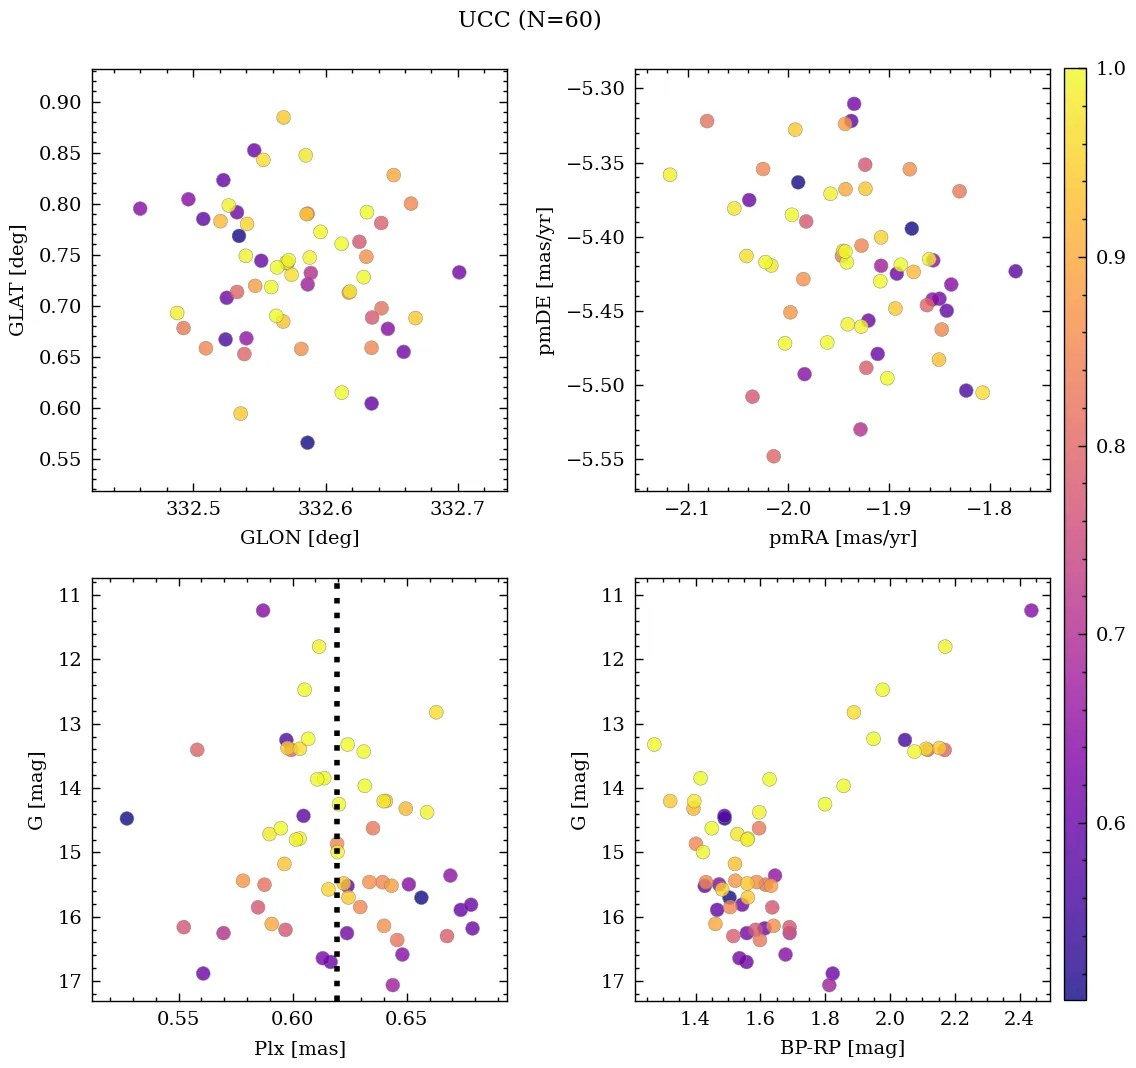 UCC (N=60)
0.90
0.85
0.80
0.75
0.70
0.65
0.60
0.55
GLAT [deg]
332.5 332.6 332.7
GLON [deg]
−5.30
−5.35
−5.40
−5.45
−5.50
−5.55
pmDE [mas/yr]
−2.1 −2.0 −1.9 −1.8
pmRA [mas/yr]
1.0
0.9
0.8
0.7
0.6
11
12
13
14
15
16
17
G [mag]
0.55 0.60 0.65
Plx [mas]
11
12
13
14
15
16
17
G [mag]
1.4 1.6 1.8 2.0 2.2 2.4
BP-RP [mag]